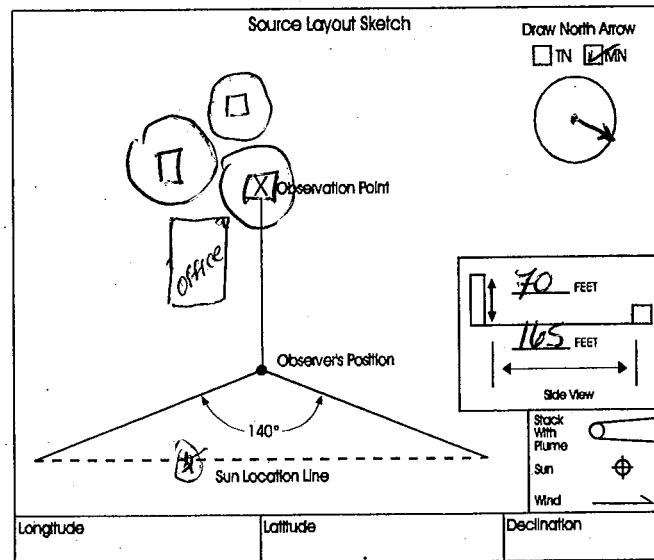 Source Layout Sketch
Draw North Arrow
TN MN
X Observation Point
Office
70 FEET
165 FEET
Side View
Observer's Position
140°
Sun Location Line
Stack
With
Plume
Sun
Wind
Longitude Latitude Declination